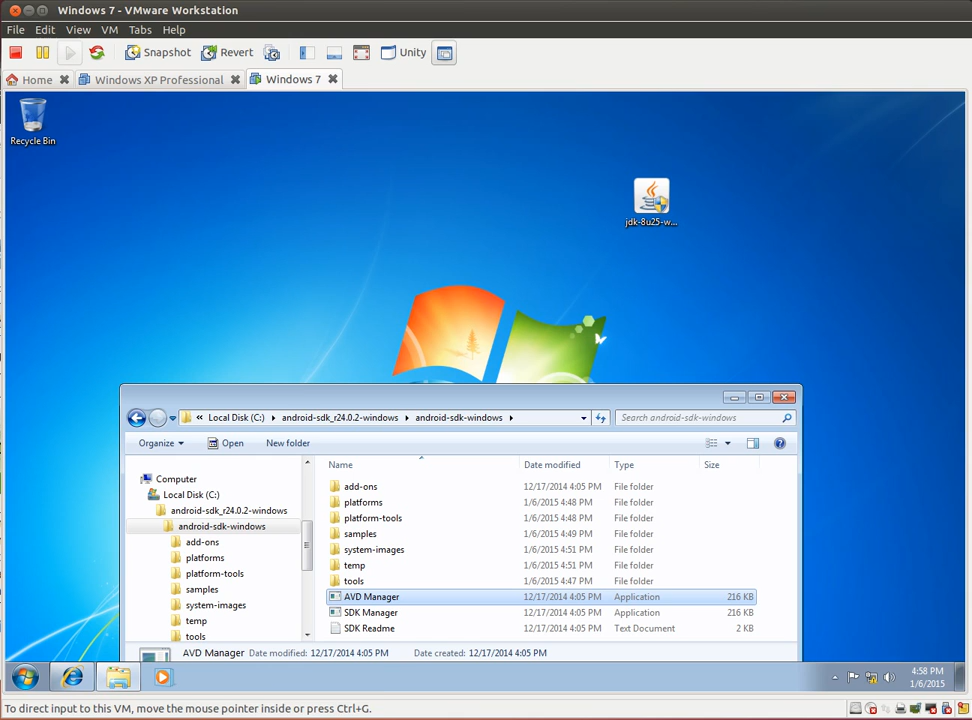 Windows 7 - VMware Workstation
File Edit View VM Tabs Help
Snapshot Revert Unity
Home Windows XP Professional Windows 7
Recycle Bin
jdk-8u25-w...
« Local Disk (C:) android-sdk_r24.0.2-windows android-sdk-windows Search android-sdk-windows
Organize Open New folder
Name Date modified Type Size
Computer
Local Disk (C:)
android-sdk_r24.0.2-windows
android-sdk-windows
add-ons
platforms
platform-tools
samples
system-images
temp
tools
add-ons 12/17/2014 4:05 PM File folder
platforms 1/6/2015 4:48 PM File folder
platform-tools 1/6/2015 4:48 PM File folder
samples 1/6/2015 4:49 PM File folder
system-images 1/6/2015 4:51 PM File folder
temp 1/6/2015 4:51 PM File folder
tools 1/6/2015 4:47 PM File folder
AVD Manager 12/17/2014 4:05 PM Application 216 KB
SDK Manager 12/17/2014 4:05 PM Application 216 KB
SDK Readme 12/17/2014 4:05 PM Text Document 2 KB
AVD Manager Date modified: 12/17/2014 4:05 PM Date created: 12/17/2014 4:05 PM
4:58 PM
1/6/2015
To direct input to this VM, move the mouse pointer inside or press Ctrl+G.